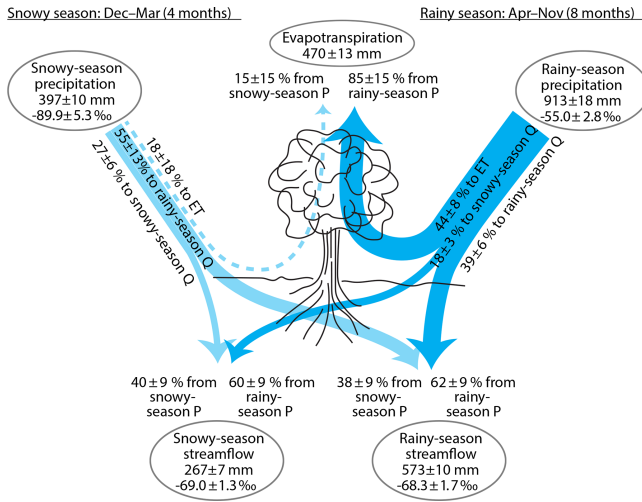 Snowy season: Dec–Mar (4 months)
Rainy season: Apr–Nov (8 months)
Evapotranspiration
470±13 mm
Snowy-season
precipitation
397±10 mm
-89.9±5.3 ‰
15±15 % from
snowy-season P
85±15 % from
rainy-season P
Rainy-season
precipitation
913±18 mm
-55.0±2.8 ‰
18±18 % to ET
55±13% to rainy-season Q
27±6 % to snowy-season Q
44±8 % to ET
18±3 % to snowy-season Q
39±6 % to rainy-season Q
40±9 % from
snowy-
season P
60±9 % from
rainy-
season P
38±9 % from
snowy-
season P
62±9 % from
rainy-
season P
Snowy-season
streamflow
267±7 mm
-69.0±1.3 ‰
Rainy-season
streamflow
573±10 mm
-68.3±1.7 ‰